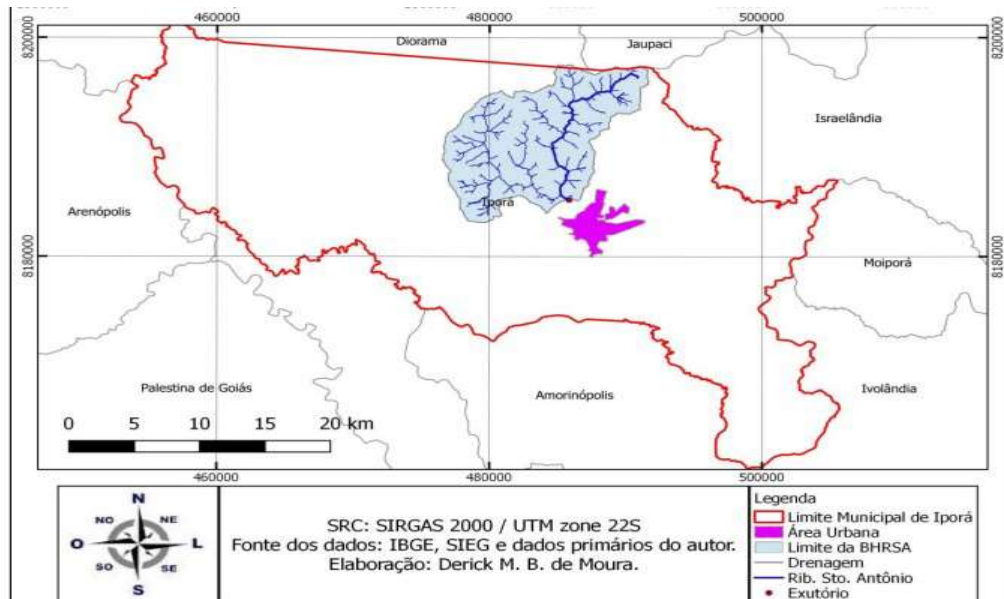 460000 480000 500000
8200000 8200000
Diorama
Jaupaci
Israelândia
Iporá
Arenópolis
8180000 8180000
Moiporá
Palestina de Goiás
Amorinópolis
Ivolândia
0 5 10 15 20 km
460000 480000 500000
N
NO NE
O L
SO SE
S
SRC: SIRGAS 2000 / UTM zone 22S
Fonte dos dados: IBGE, SIEG e dados primários do autor.
Elaboração: Derick M. B. de Moura.
Legenda
Limite Municipal de Iporá
Área Urbana
Limite da BHRSA
Drenagem
Rib. Sto. Antônio
Exutório